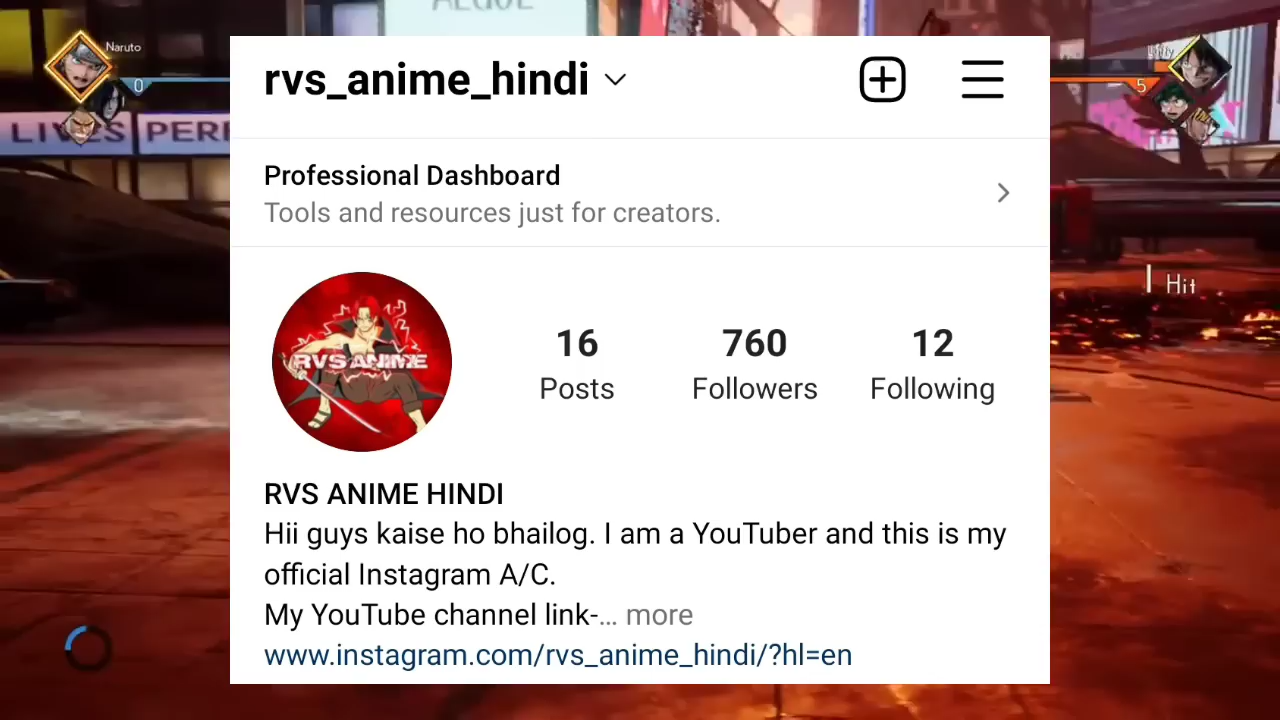 Naruto
0
5
LIVES PERF
Hit
rvs_anime_hindi
Professional Dashboard
Tools and resources just for creators.
RVS ANIME
16 760 12
Posts Followers Following
RVS ANIME HINDI
Hii guys kaise ho bhailog. I am a YouTuber and this is my
official Instagram A/C.
My YouTube channel link-... more
www.instagram.com/rvs_anime_hindi/?hl=en